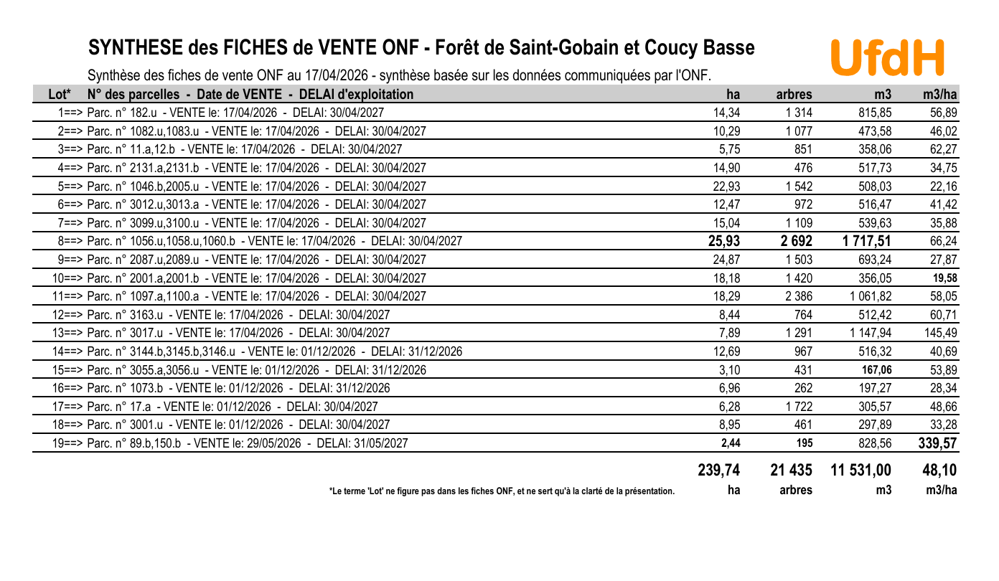 SYNTHESE des FICHES de VENTE ONF - Forêt de Saint-Gobain et Coucy Basse
UfdH
Synthèse des fiches de vente ONF au 17/04/2026 - synthèse basée sur les données communiquées par l'ONF.
Lot* N° des parcelles - Date de VENTE - DELAI d'exploitation ha arbres m3 m3/ha
1==> Parc. n° 182.u - VENTE le: 17/04/2026 - DELAI: 30/04/2027 14,34 1 314 815,85 56,89
2==> Parc. n° 1082.u,1083.u - VENTE le: 17/04/2026 - DELAI: 30/04/2027 10,29 1 077 473,58 46,02
3==> Parc. n° 11.a,12.b - VENTE le: 17/04/2026 - DELAI: 30/04/2027 5,75 851 358,06 62,27
4==> Parc. n° 2131.a,2131.b - VENTE le: 17/04/2026 - DELAI: 30/04/2027 14,90 476 517,73 34,75
5==> Parc. n° 1046.b,2005.u - VENTE le: 17/04/2026 - DELAI: 30/04/2027 22,93 1 542 508,03 22,16
6==> Parc. n° 3012.u,3013.a - VENTE le: 17/04/2026 - DELAI: 30/04/2027 12,47 972 516,47 41,42
7==> Parc. n° 3099.u,3100.u - VENTE le: 17/04/2026 - DELAI: 30/04/2027 15,04 1 109 539,63 35,88
8==> Parc. n° 1056.u,1058.u,1060.b - VENTE le: 17/04/2026 - DELAI: 30/04/2027 25,93 2 692 1 717,51 66,24
9==> Parc. n° 2087.u,2089.u - VENTE le: 17/04/2026 - DELAI: 30/04/2027 24,87 1 503 693,24 27,87
10==> Parc. n° 2001.a,2001.b - VENTE le: 17/04/2026 - DELAI: 30/04/2027 18,18 1 420 356,05 19,58
11==> Parc. n° 1097.a,1100.a - VENTE le: 17/04/2026 - DELAI: 30/04/2027 18,29 2 386 1 061,82 58,05
12==> Parc. n° 3163.u - VENTE le: 17/04/2026 - DELAI: 30/04/2027 8,44 764 512,42 60,71
13==> Parc. n° 3017.u - VENTE le: 17/04/2026 - DELAI: 30/04/2027 7,89 1 291 1 147,94 145,49
14==> Parc. n° 3144.b,3145.b,3146.u - VENTE le: 01/12/2026 - DELAI: 31/12/2026 12,69 967 516,32 40,69
15==> Parc. n° 3055.a,3056.u - VENTE le: 01/12/2026 - DELAI: 31/12/2026 3,10 431 167,06 53,89
16==> Parc. n° 1073.b - VENTE le: 01/12/2026 - DELAI: 31/12/2026 6,96 262 197,27 28,34
17==> Parc. n° 17.a - VENTE le: 01/12/2026 - DELAI: 30/04/2027 6,28 1 722 305,57 48,66
18==> Parc. n° 3001.u - VENTE le: 01/12/2026 - DELAI: 30/04/2027 8,95 461 297,89 33,28
19==> Parc. n° 89.b,150.b - VENTE le: 29/05/2026 - DELAI: 31/05/2027 2,44 195 828,56 339,57
239,74 21 435 11 531,00 48,10
*Le terme 'Lot' ne figure pas dans les fiches ONF, et ne sert qu'à la clarté de la présentation. ha arbres m3 m3/ha